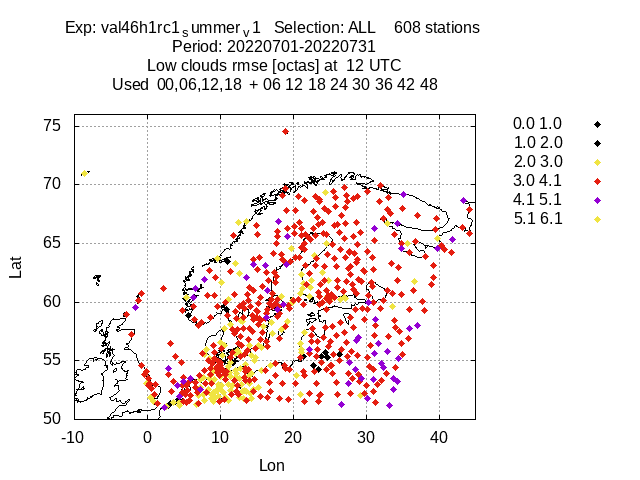 Exp: val46h1rc1summer_v1 Selection: ALL 608 stations
Period: 20220701-20220731
Low clouds rmse [octas] at 12 UTC
Used 00,06,12,18 + 06 12 18 24 30 36 42 48
75
70
65
60
55
50
-10 0 10 20 30 40
Lat
Lon
0.0 1.0
1.0 2.0
2.0 3.0
3.0 4.1
4.1 5.1
5.1 6.1